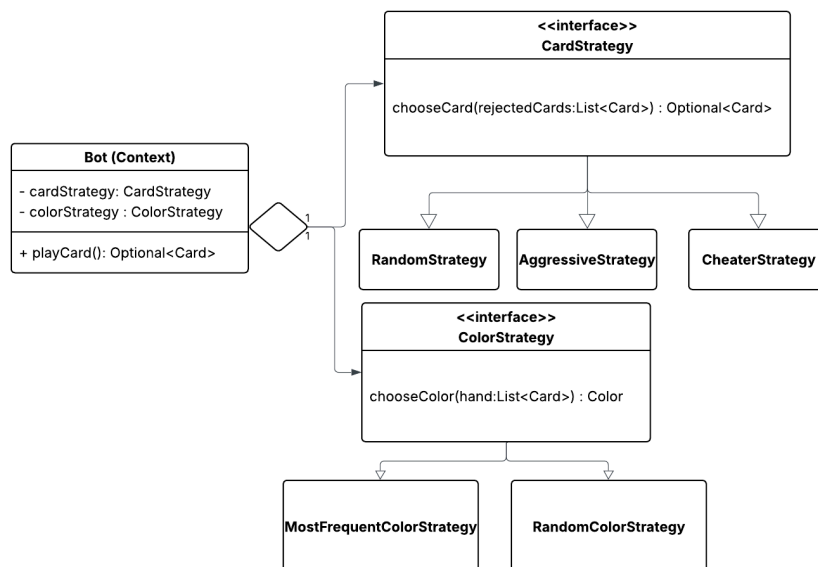 <<interface>>
CardStrategy
chooseCard(rejectedCards:List<Card>) : Optional<Card>
Bot (Context)
- cardStrategy: CardStrategy
- colorStrategy : ColorStrategy
+ playCard(): Optional<Card>
1
1
RandomStrategy
AggressiveStrategy
CheaterStrategy
<<interface>>
ColorStrategy
chooseColor(hand:List<Card>) : Color
MostFrequentColorStrategy
RandomColorStrategy